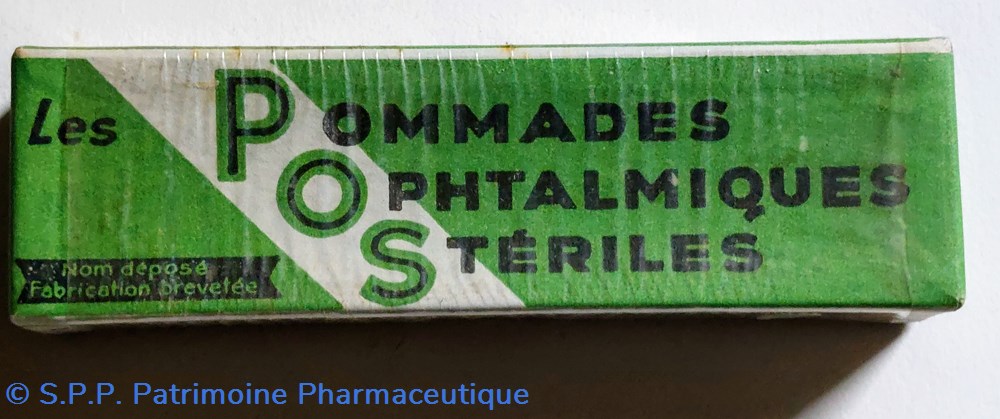 Les
POMMADES
OPHTALMIQUES
STÉRILES
Nom déposé
Fabrication brevetée
© S.P.P. Patrimoine Pharmaceutique